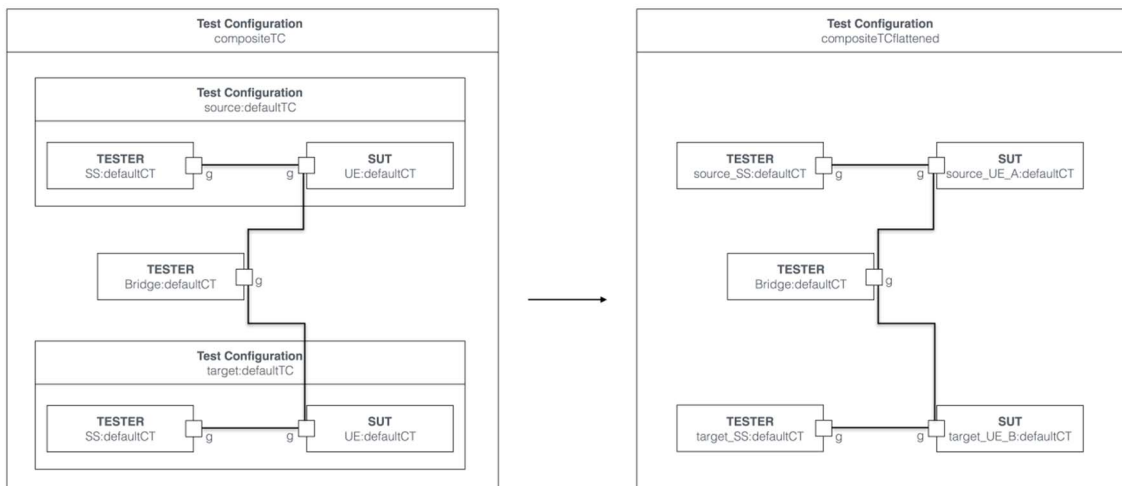 Test Configuration
compositeTC
Test Configuration
source:defaultTC
TESTER
SS:defaultCT
g
g
SUT
UE:defaultCT
TESTER
Bridge:defaultCT
g
Test Configuration
target:defaultTC
TESTER
SS:defaultCT
g
g
SUT
UE:defaultCT
Test Configuration
compositeTCflattened
TESTER
source_SS:defaultCT
g
g
SUT
source_UE_A:defaultCT
TESTER
Bridge:defaultCT
g
TESTER
target_SS:defaultCT
g
g
SUT
target_UE_B:defaultCT